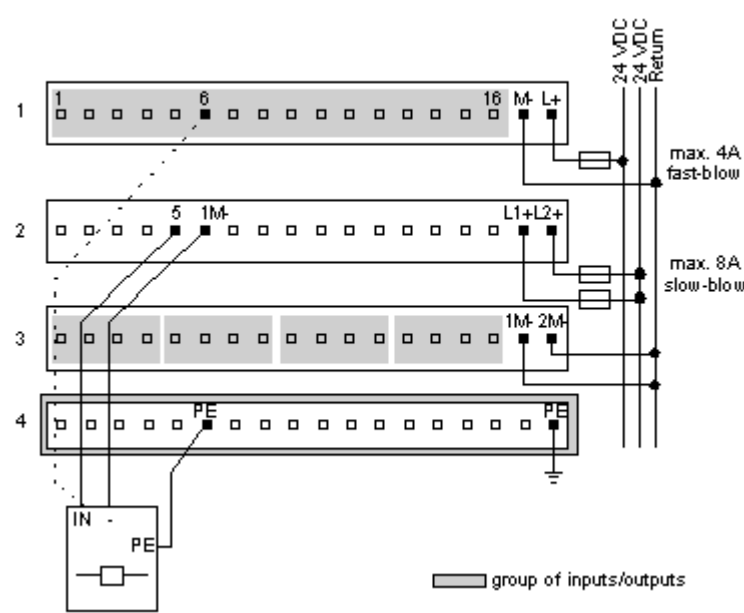 24 VDC
24 VDC
Return
1
1 6 16 M- L+
max. 4A
fast-blow
2
5 1M- L1+ L2+
max. 8A
slow-blow
3
1M- 2M-
4
PE PE
IN -
PE
group of inputs/outputs